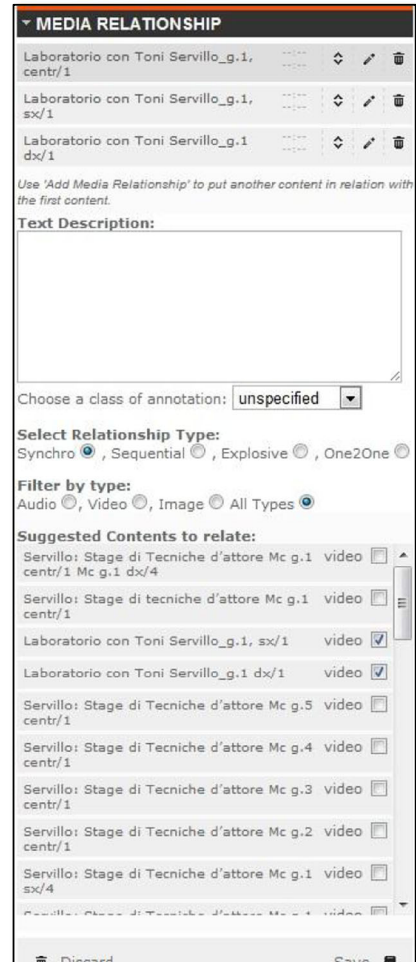 MEDIA RELATIONSHIP
Laboratorio con Toni Servillo_g.1,
centr/1
Laboratorio con Toni Servillo_g.1,
sx/1
Laboratorio con Toni Servillo_g.1
dx/1
Use 'Add Media Relationship' to put another content in relation with
the first content.
Text Description:
Choose a class of annotation: unspecified
Select Relationship Type:
Synchro , Sequential , Explosive , One2One
Filter by type:
Audio , Video , Image All Types
Suggested Contents to relate:
Servillo: Stage di Tecniche d'attore Mc g.1 video
centr/1 Mc g.1 dx/4
Servillo: Stage di tecniche d'attore Mc g.1 video
centr/1
Laboratorio con Toni Servillo_g.1, sx/1 video
Laboratorio con Toni Servillo_g.1 dx/1 video
Servillo: Stage di Tecniche d'attore Mc g.5 video
centr/1
Servillo: Stage di Tecniche d'attore Mc g.4 video
centr/1
Servillo: Stage di Tecniche d'attore Mc g.3 video
centr/1
Servillo: Stage di Tecniche d'attore Mc g.2 video
centr/1
Servillo: Stage di Tecniche d'attore Mc g.1 video
sx/4
Servillo: Stage di Tecniche d'attore Mc g.1 video
Discard Save